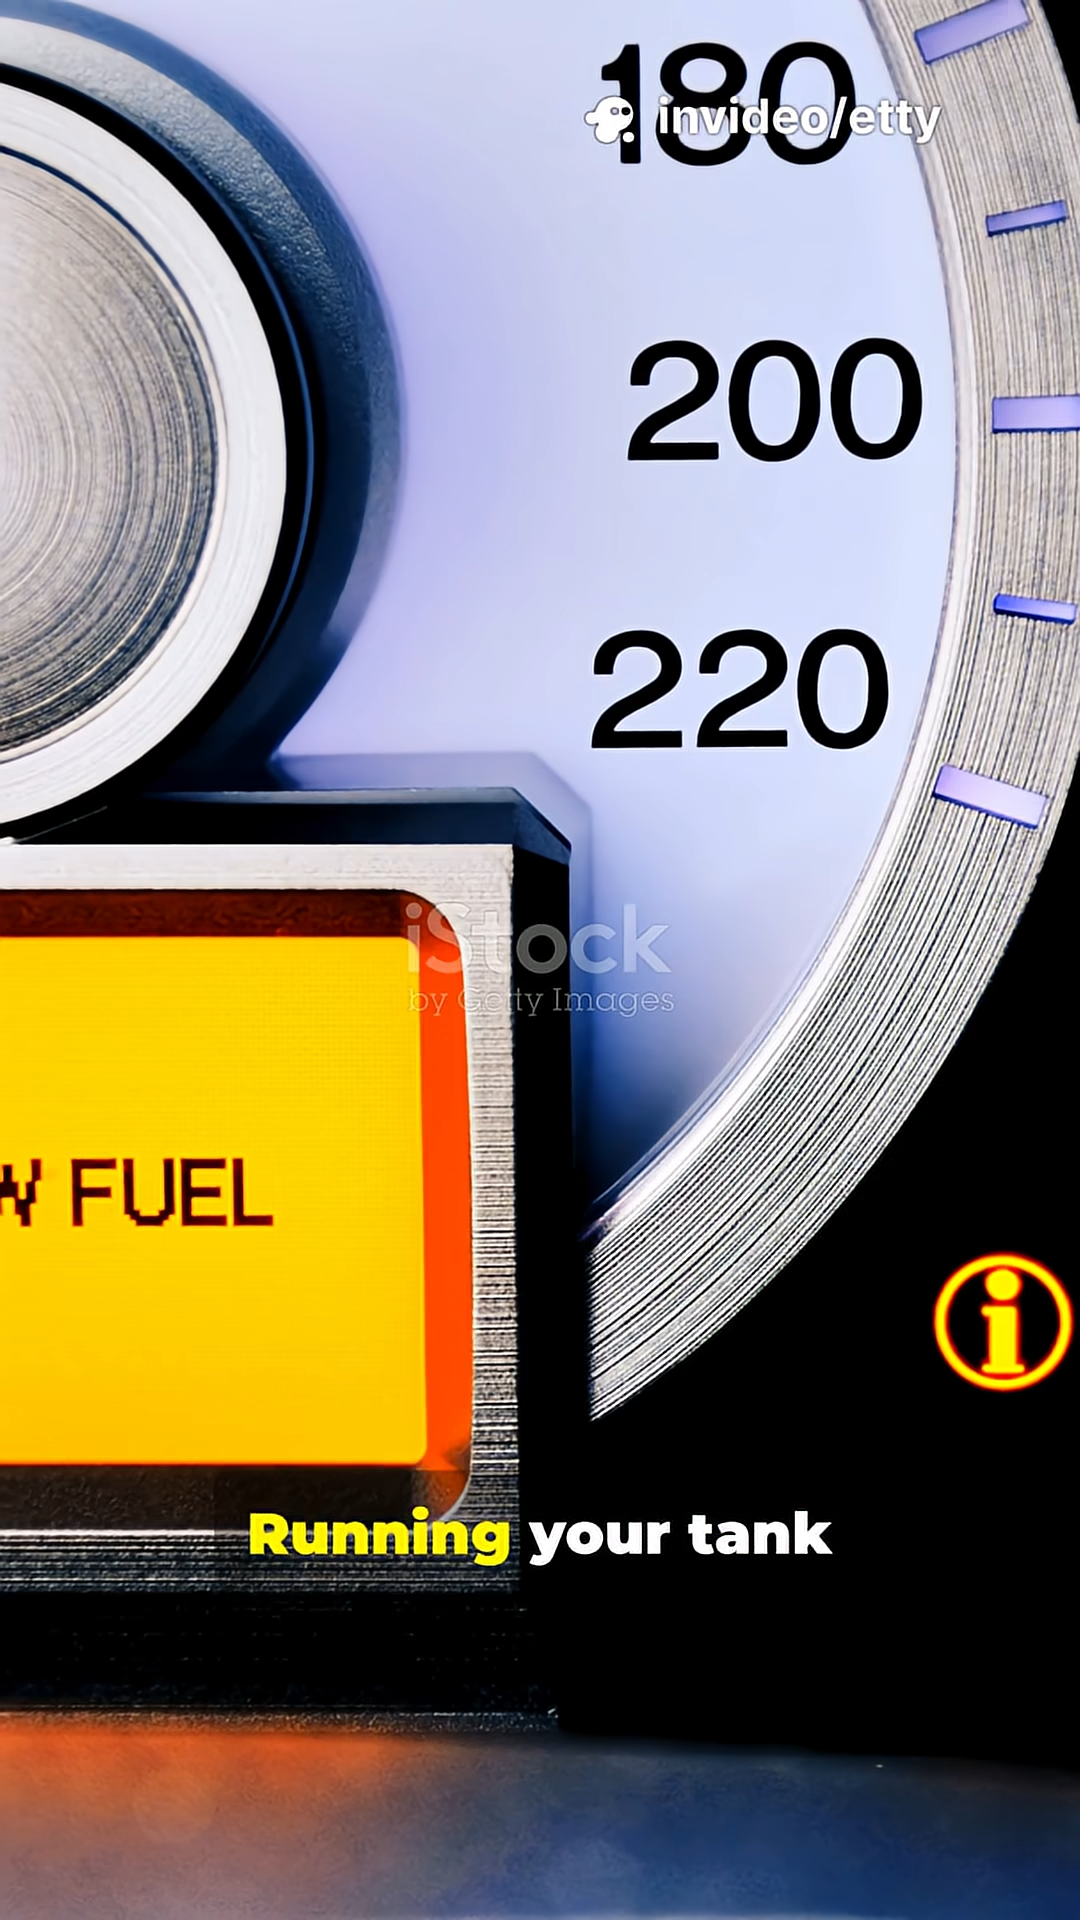 180
invideo/etty
200
220
iStock
by Getty Images
W FUEL
i
Running your tank